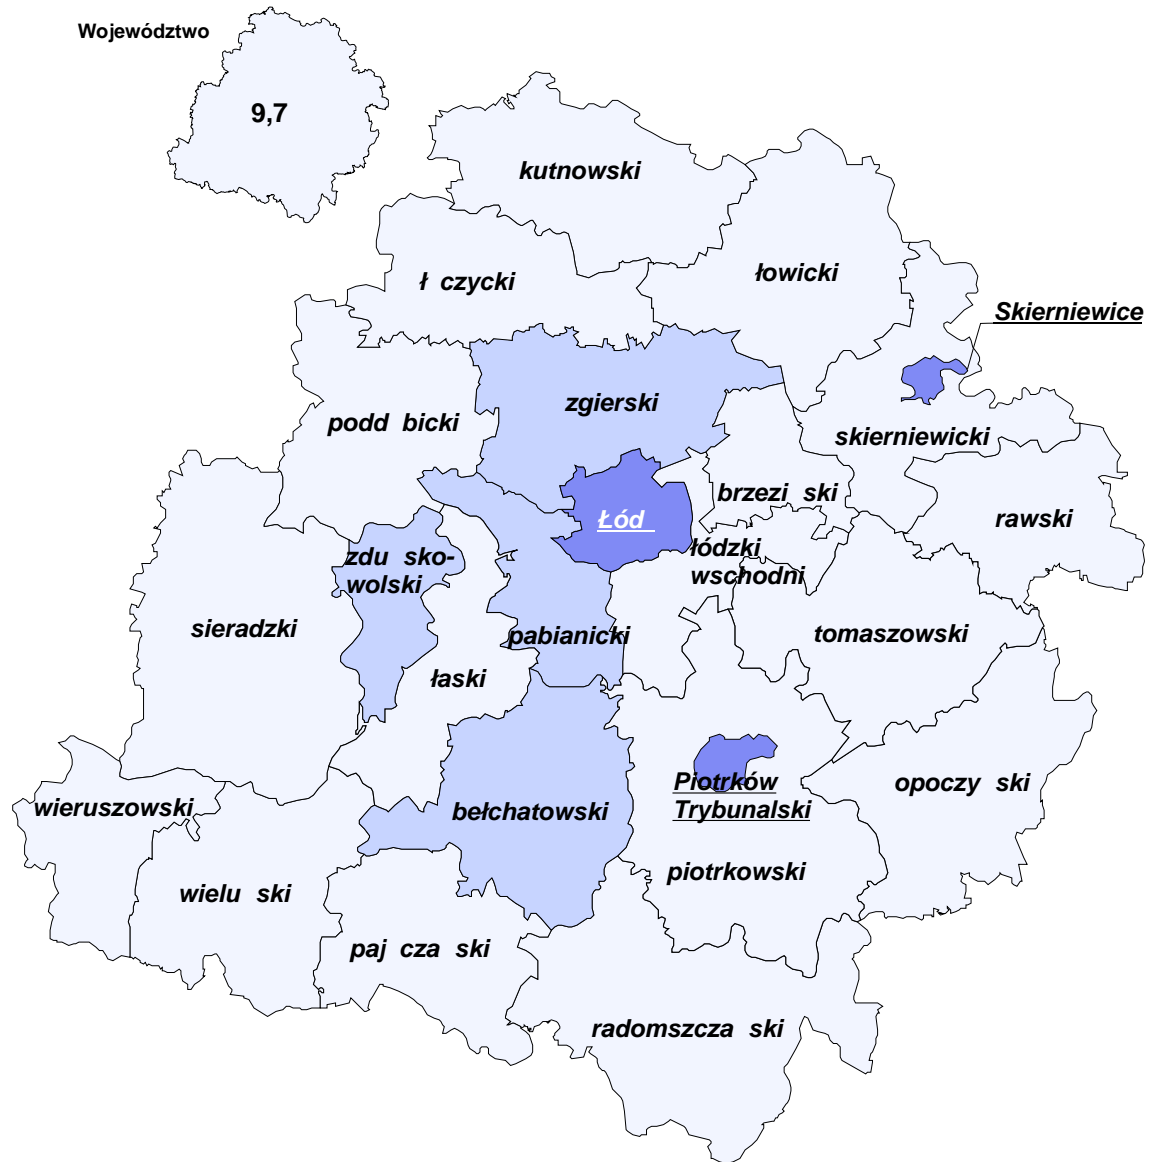 Województwo
9,7
kutnowski
ł czycki
łowicki
Skierniewice
zgierski
podd bicki
skierniewicki
brzezi ski
rawski
Łód
zdu sko-
wolski
łódzki
wschodni
sieradzki
pabianicki
tomaszowski
łaski
Piotrków
Trybunalski
opoczy ski
wieruszowski
bełchatowski
piotrkowski
wielu ski
paj cza ski
radomszcza ski